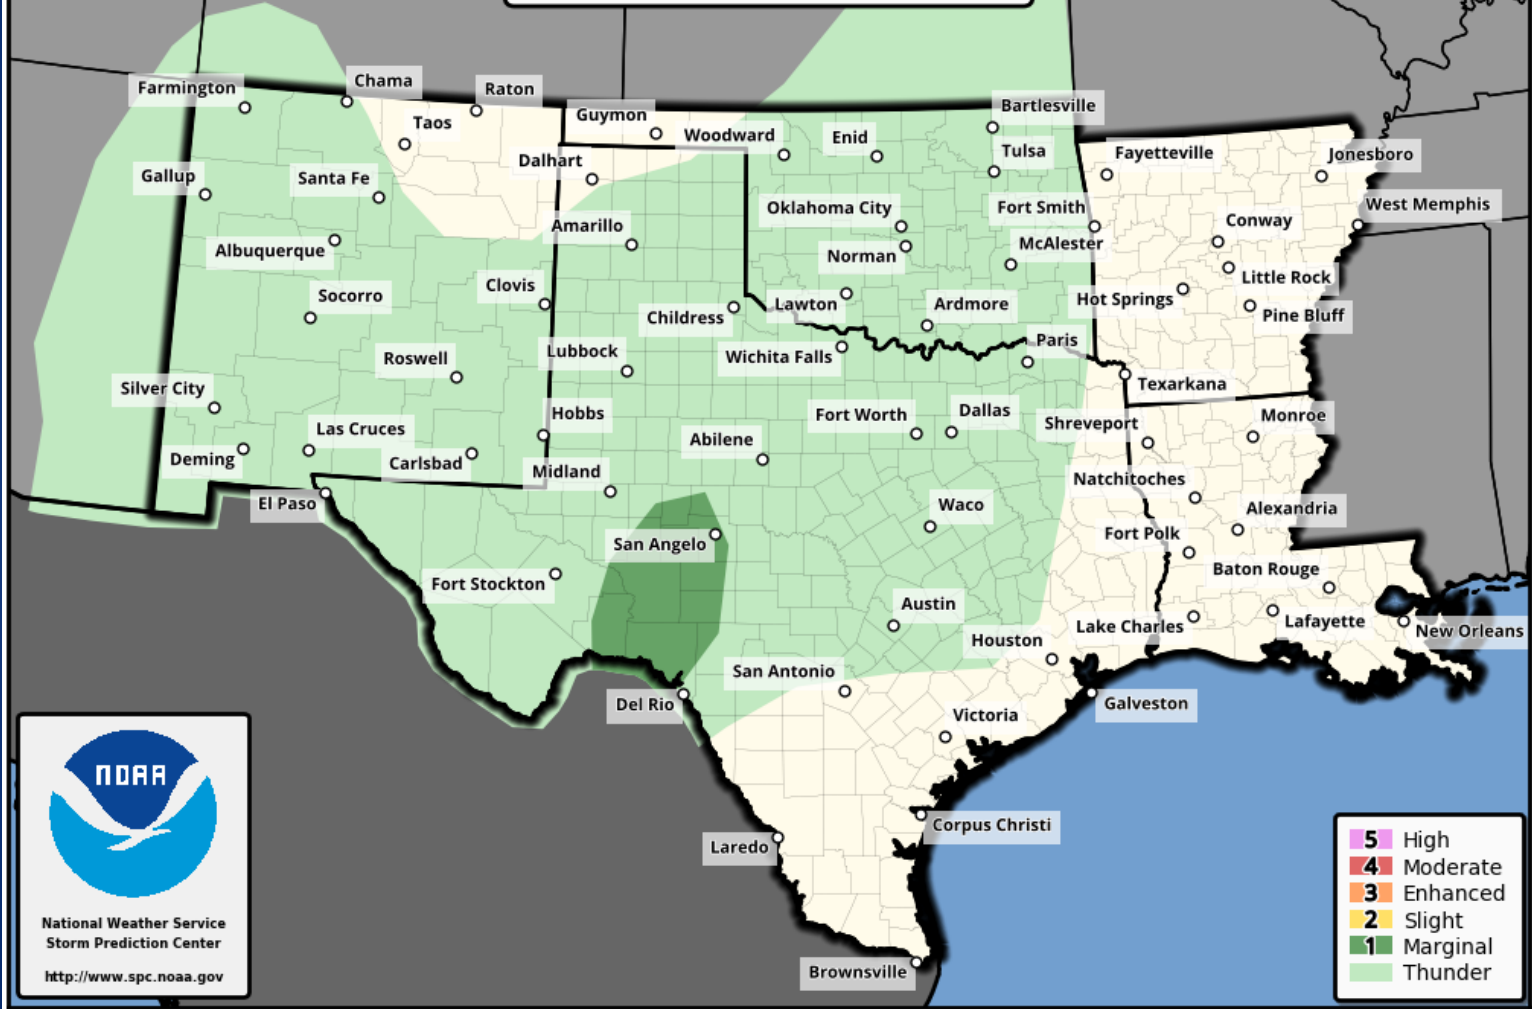 Farmington
Chama
Raton
Taos
Guymon
Woodward
Enid
Bartlesville
Tulsa
Fayetteville
Jonesboro
Dalhart
Gallup
Santa Fe
Oklahoma City
Fort Smith
West Memphis
Amarillo
Conway
Albuquerque
Norman
McAlester
Little Rock
Socorro
Clovis
Childress
Lawton
Ardmore
Hot Springs
Pine Bluff
Roswell
Lubbock
Wichita Falls
Paris
Texarkana
Silver City
Las Cruces
Hobbs
Fort Worth
Dallas
Shreveport
Monroe
Deming
Carlsbad
Midland
Abilene
Natchitoches
El Paso
Waco
Alexandria
San Angelo
Fort Polk
Fort Stockton
Baton Rouge
Austin
Houston
Lake Charles
Lafayette
New Orleans
San Antonio
Del Rio
Victoria
Galveston
Corpus Christi
Laredo
Brownsville
NOAA
National Weather Service
Storm Prediction Center
http://www.spc.noaa.gov
5 High
4 Moderate
3 Enhanced
2 Slight
1 Marginal
Thunder